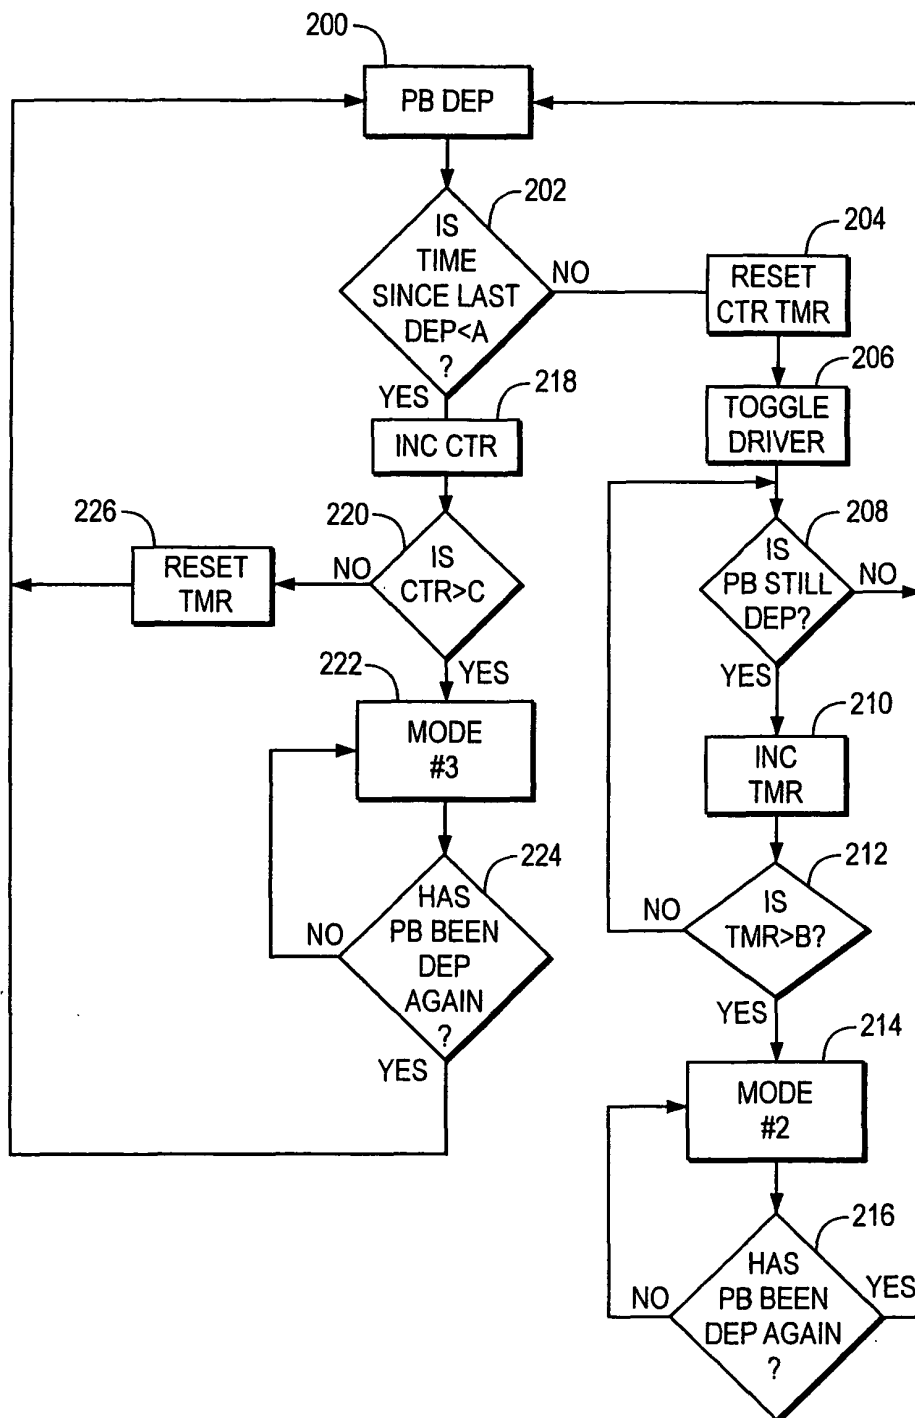 200
PB DEP
202
IS
TIME
SINCE LAST
DEP<A
?
NO
YES
204
RESET
CTR TMR
206
TOGGLE
DRIVER
218
INC CTR
220
IS
CTR>C
NO
YES
226
RESET
TMR
208
IS
PB STILL
DEP?
NO
YES
222
MODE
#3
210
INC
TMR
224
HAS
PB BEEN
DEP
AGAIN
?
NO
YES
212
IS
TMR>B?
NO
YES
214
MODE
#2
216
HAS
PB BEEN
DEP AGAIN
?
NO
YES